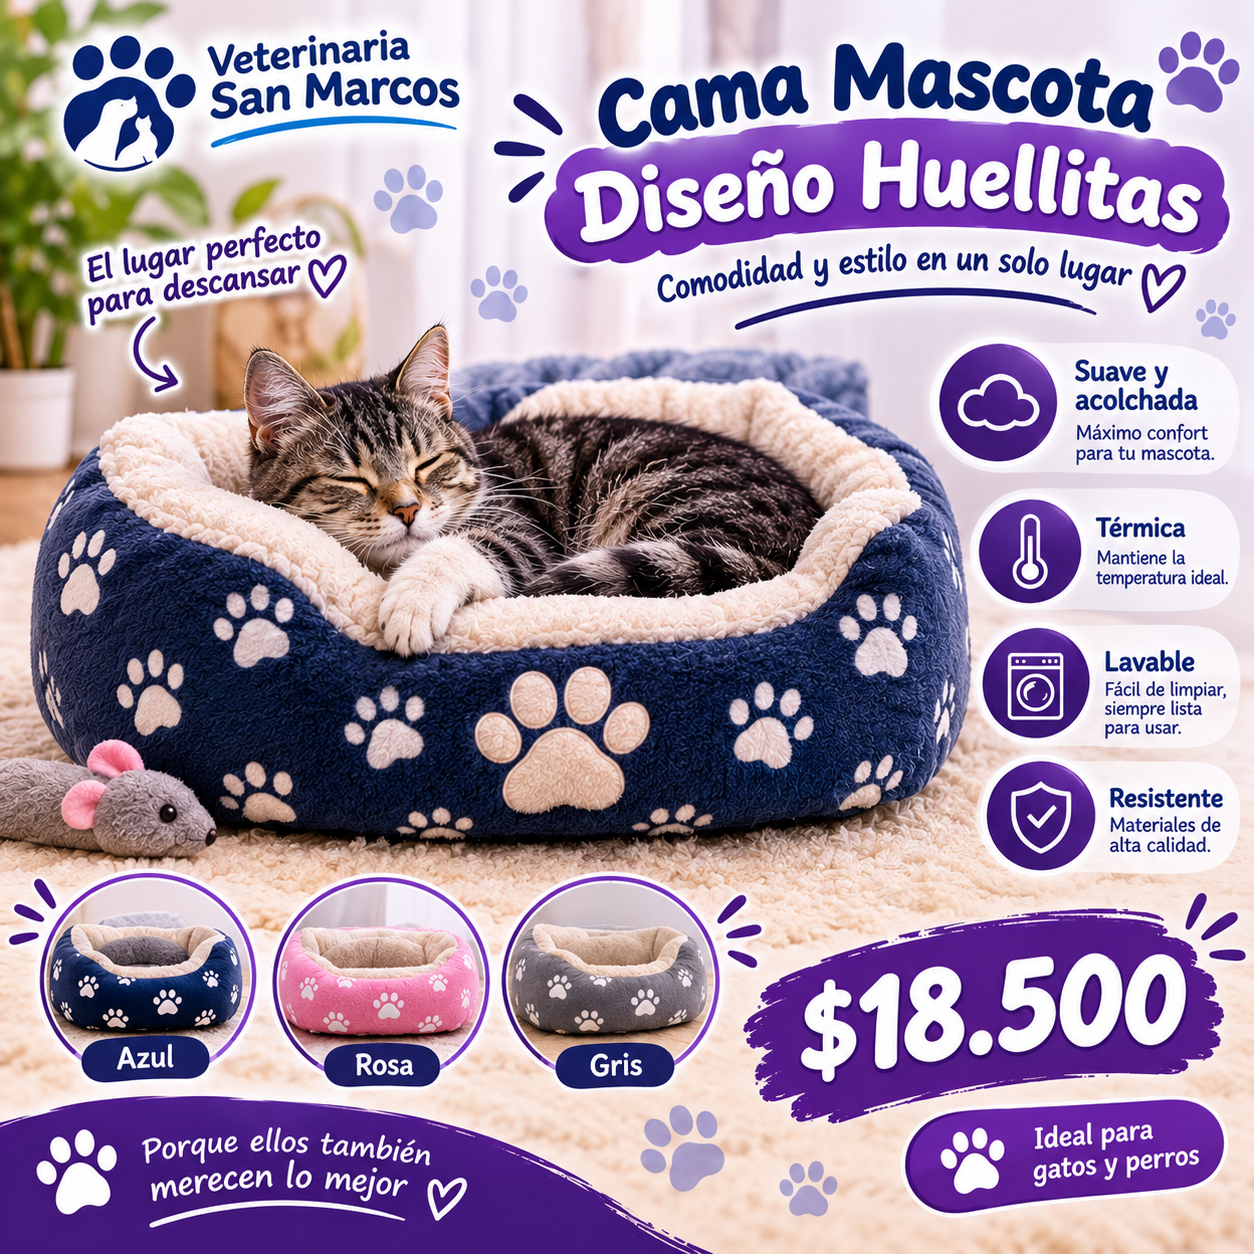 Veterinaria
San Marcos
Cama Mascota
Diseño Huellitas
Comodidad y estilo en un solo lugar
El lugar perfecto
para descansar
Suave y
acolchada
Máximo confort
para tu mascota.
Térmica
Mantiene la
temperatura ideal.
Lavable
Fácil de limpiar,
siempre lista
para usar.
Resistente
Materiales de
alta calidad.
Azul
Rosa
Gris
$18.500
Ideal para
gatos y perros
Porque ellos también
merecen lo mejor